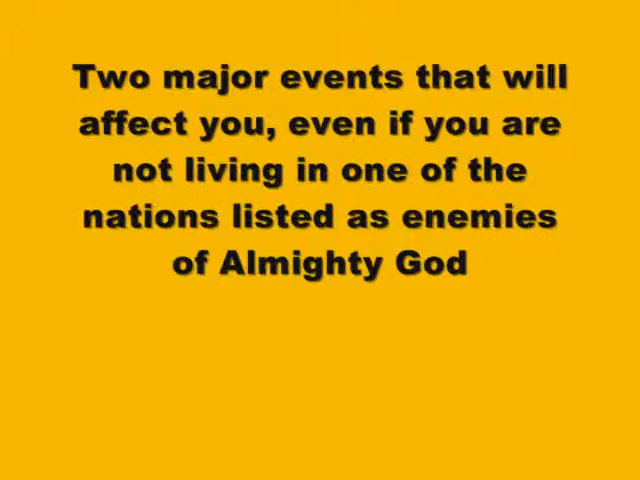 Two major events that will
affect you, even if you are
not living in one of the
nations listed as enemies
of Almighty God